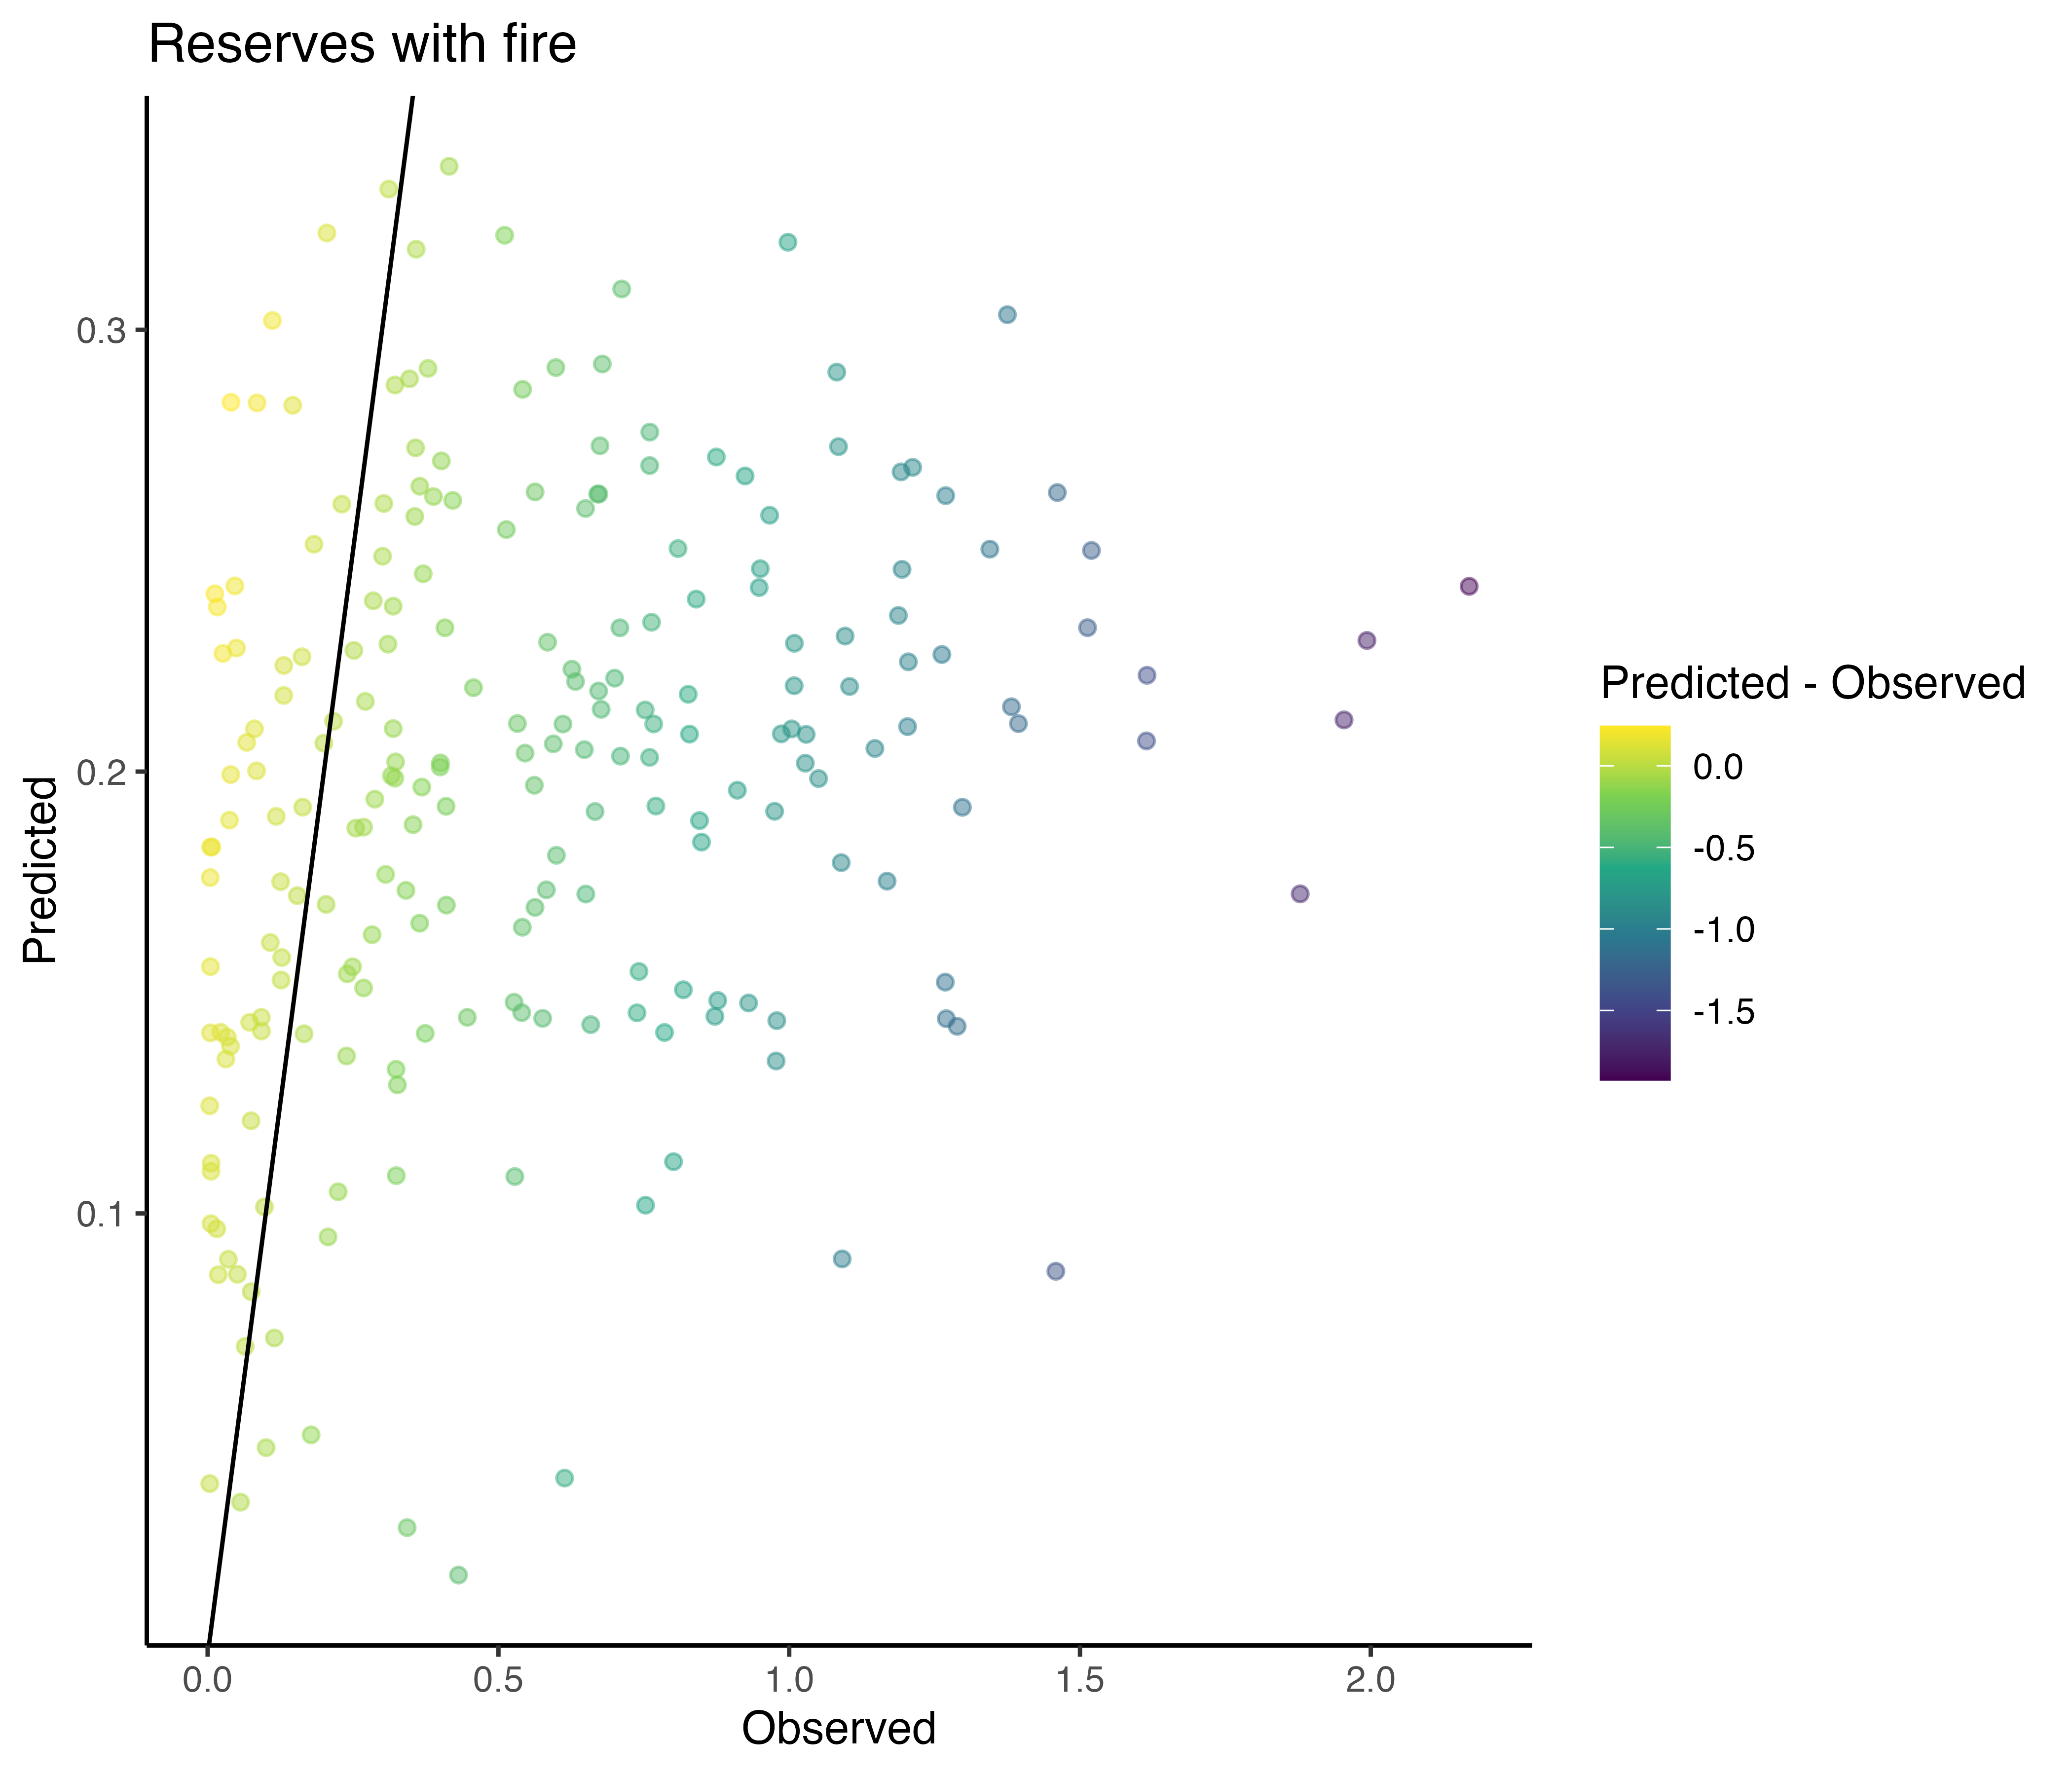 Reserves with fire
Predicted
0.3
0.2
0.1
0.0 0.5 1.0 1.5 2.0
Observed
Predicted - Observed
0.0
-0.5
-1.0
-1.5